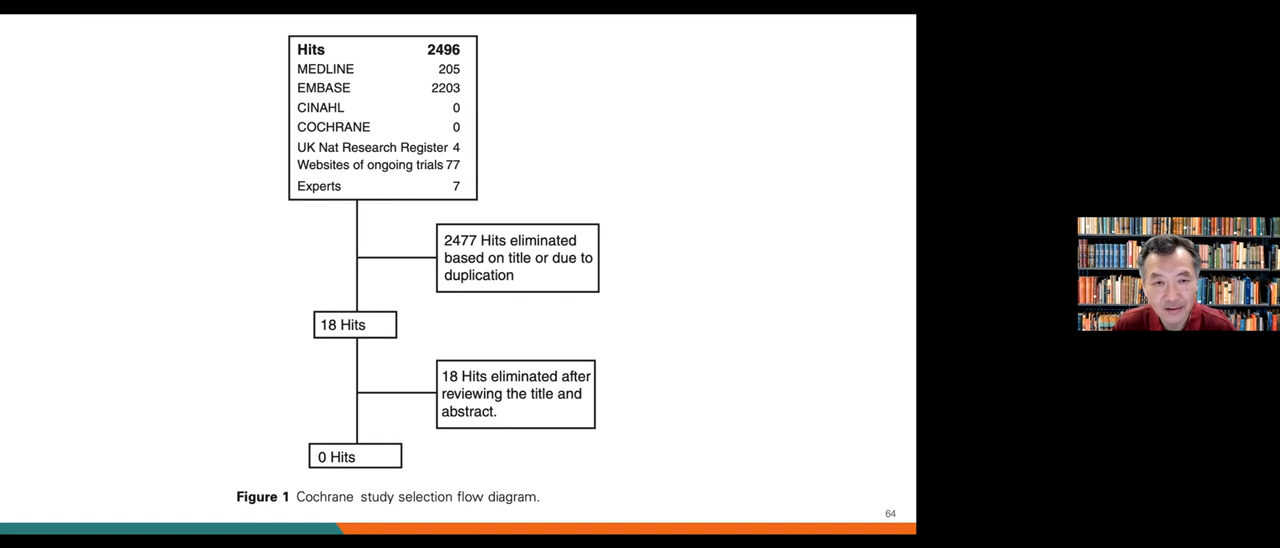 Hits 2496
MEDLINE 205
EMBASE 2203
CINAHL 0
COCHRANE 0
UK Nat Research Register 4
Websites of ongoing trials 77
Experts 7
2477 Hits eliminated
based on title or due to
duplication
18 Hits
18 Hits eliminated after
reviewing the title and
abstract.
0 Hits
Figure 1 Cochrane study selection flow diagram.
64